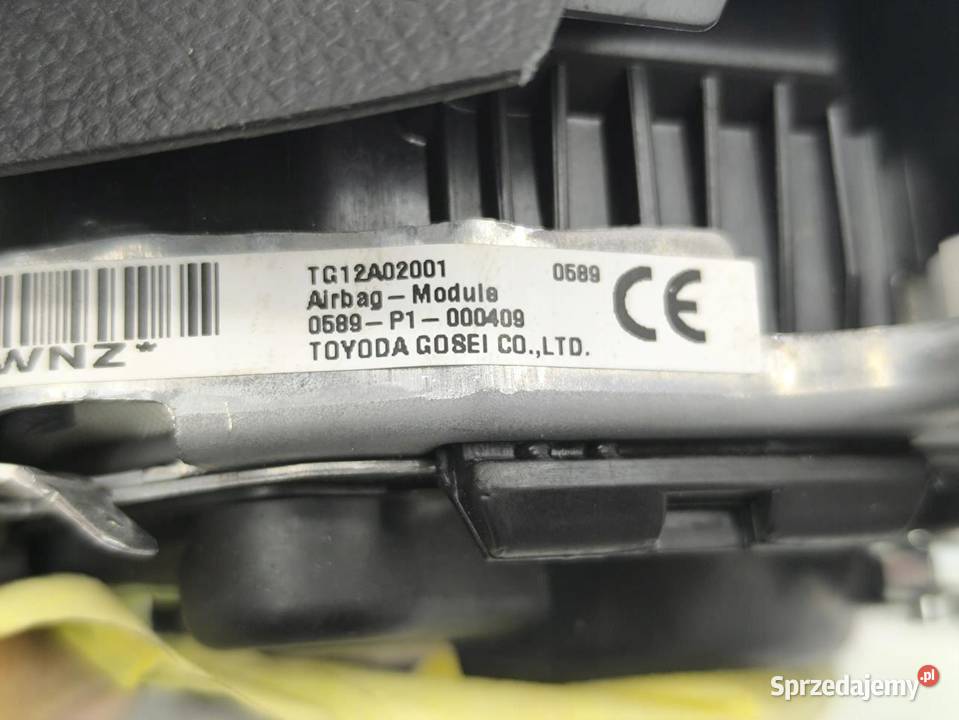 TG12A02001 0589 CE
Airbag-Module
0589-P1-000409
TOYODA GOSEI CO.,LTD.
WNZ*
Sprzedajemy.pl